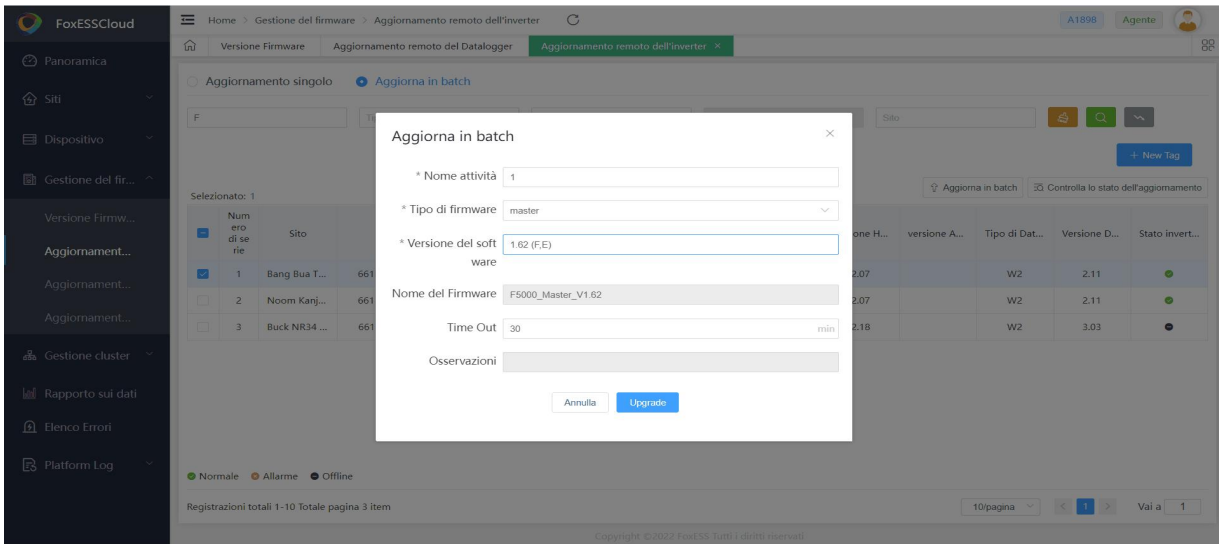 FoxESSCloud
Home > Gestione del firmware > Aggiornamento remoto dell'inverter
A1898
Agente
Versione Firmware
Aggiornamento remoto del Datalogger
Aggiornamento remoto dell'inverter ×
Panoramica
Siti
Dispositivo
Gestione del fir...
Versione Firmw...
Aggiornament...
Aggiornament...
Aggiornament...
Gestione cluster
Rapporto sui dati
Elenco Errori
Platform Log
Aggiornamento singolo
Aggiorna in batch
F
Sito
+ New Tag
Selezionato: 1
Aggiorna in batch
Controlla lo stato dell'aggiornamento
Num
ero
di se
rie
Sito
one H...
versione A...
Tipo di Dat...
Versione D...
Stato invert...
1 Bang Bua T... 661 2.07 W2 2.11
2 Noom Kanj... 661 2.07 W2 2.11
3 Buck NR34 ... 661 2.18 W2 3.03
Aggiorna in batch
* Nome attività 1
* Tipo di firmware master
* Versione del soft
ware
1.62 (F,E)
Nome del Firmware F5000_Master_V1.62
Time Out 30 min
Osservazioni
Annulla
Upgrade
Normale Allarme Offline
Registrazioni totali 1-10 Totale pagina 3 item
10/pagina < 1 > Vai a 1
Copyright ©2022 FoxESS Tutti i diritti riservati